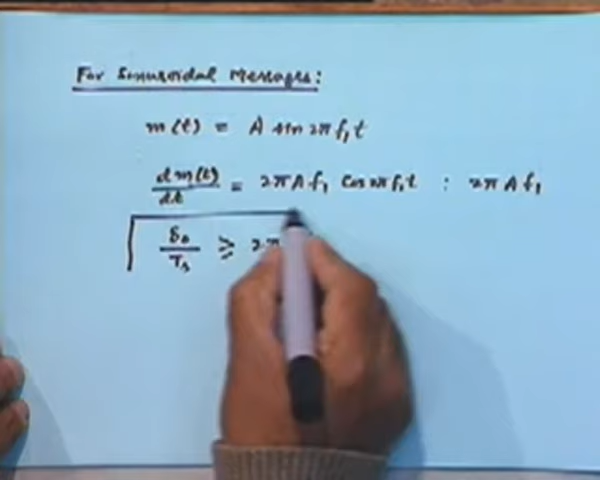 For Sinusoidal Messages:
m(t) = A sin 2π f₁ t
dm(t)/dt = 2π A f₁ cos 2π f₁ t : 2π A f₁
δ₀/Tₛ ≥ 2π